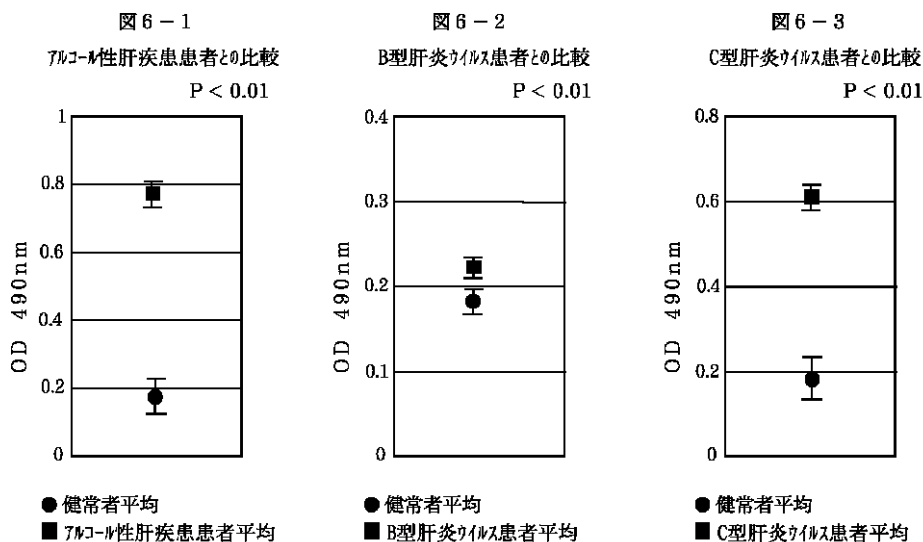 図6－1
アルコール性肝疾患患者との比較
P < 0.01
1
0.8
0.6
0.4
0.2
0
OD 490nm
●健常者平均
■アルコール性肝疾患患者平均
図6－2
B型肝炎ウイルス患者との比較
P < 0.01
0.4
0.3
0.2
0.1
0
OD 490nm
●健常者平均
■B型肝炎ウイルス患者平均
図6－3
C型肝炎ウイルス患者との比較
P < 0.01
0.8
0.6
0.4
0.2
0
OD 490nm
●健常者平均
■C型肝炎ウイルス患者平均